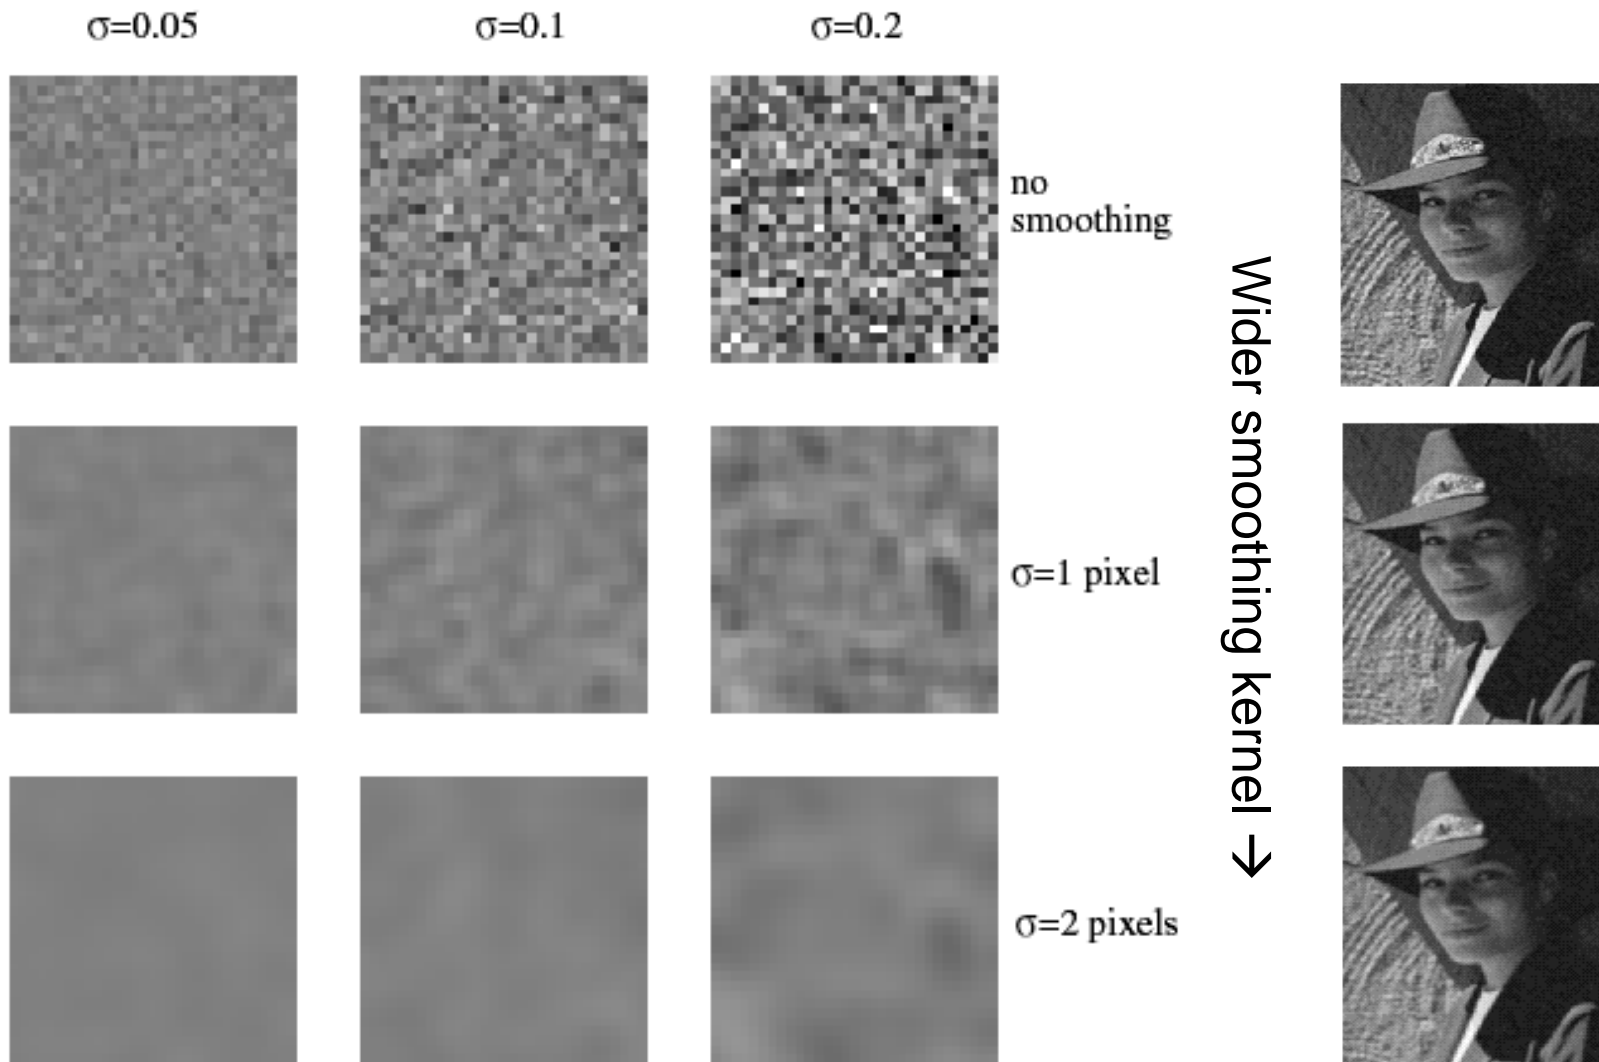 σ=0.05
σ=0.1
σ=0.2
no
smoothing
σ=1 pixel
σ=2 pixels
Wider smoothing kernel →